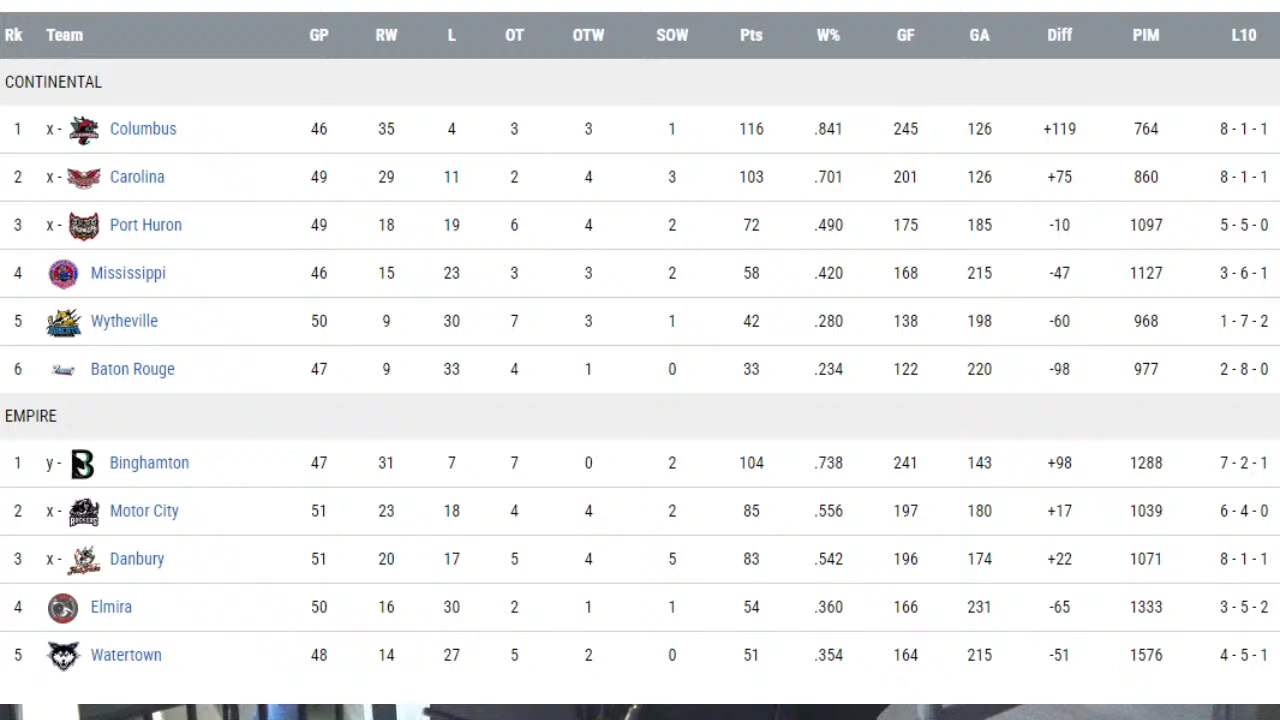 Rk Team GP RW L OT OTW SOW Pts W% GF GA Diff PIM L10
CONTINENTAL
1 x - Columbus 46 35 4 3 3 1 116 .841 245 126 +119 764 8 - 1 - 1
2 x - Carolina 49 29 11 2 4 3 103 .701 201 126 +75 860 8 - 1 - 1
3 x - Port Huron 49 18 19 6 4 2 72 .490 175 185 -10 1097 5 - 5 - 0
4 Mississippi 46 15 23 3 3 2 58 .420 168 215 -47 1127 3 - 6 - 1
5 Wytheville 50 9 30 7 3 1 42 .280 138 198 -60 968 1 - 7 - 2
6 Baton Rouge 47 9 33 4 1 0 33 .234 122 220 -98 977 2 - 8 - 0
EMPIRE
1 y - B Binghamton 47 31 7 7 0 2 104 .738 241 143 +98 1288 7 - 2 - 1
2 x - ROCKERS Motor City 51 23 18 4 4 2 85 .556 197 180 +17 1039 6 - 4 - 0
3 x - Danbury 51 20 17 5 4 5 83 .542 196 174 +22 1071 8 - 1 - 1
4 Elmira 50 16 30 2 1 1 54 .360 166 231 -65 1333 3 - 5 - 2
5 Watertown 48 14 27 5 2 0 51 .354 164 215 -51 1576 4 - 5 - 1